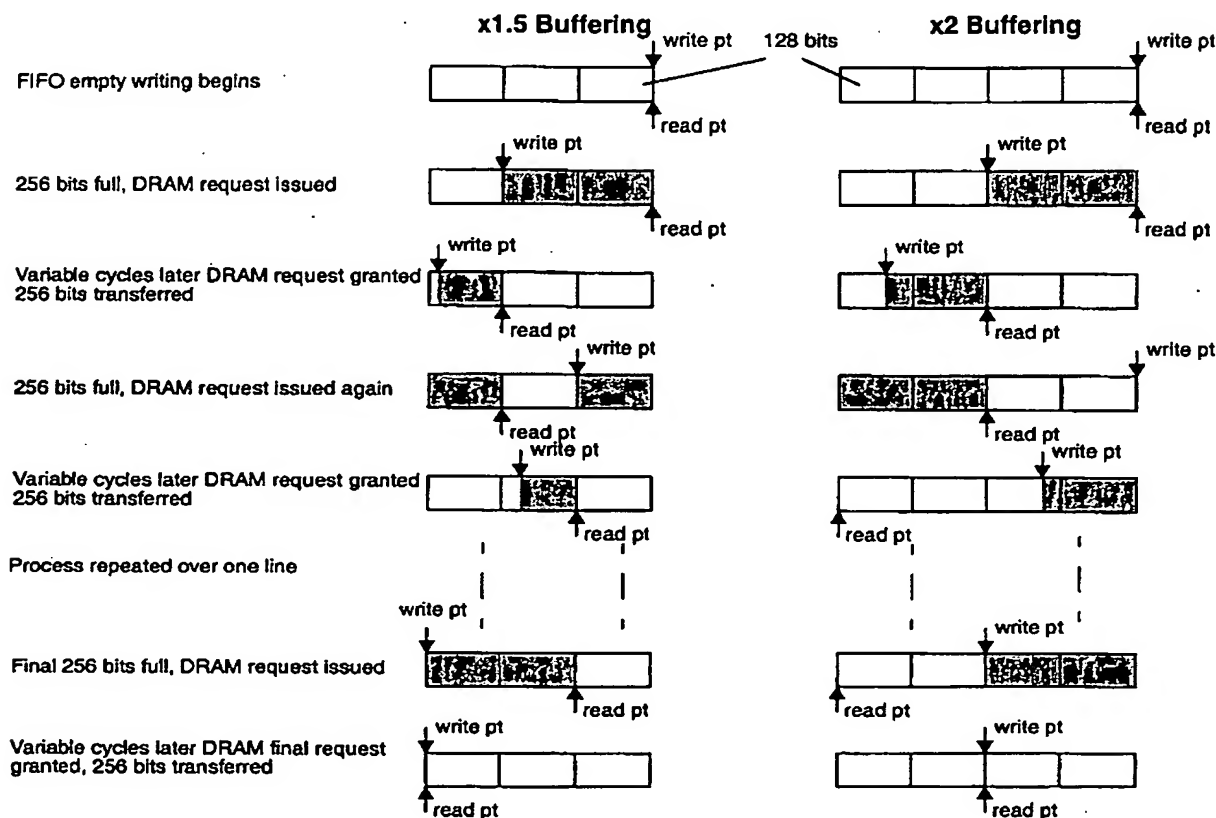 x1.5 Buffering
x2 Buffering
write pt
128 bits
write pt
FIFO empty writing begins
read pt
read pt
write pt
write pt
256 bits full, DRAM request issued
read pt
read pt
write pt
write pt
Variable cycles later DRAM request granted
256 bits transferred
read pt
read pt
write pt
write pt
256 bits full, DRAM request issued again
read pt
read pt
write pt
write pt
Variable cycles later DRAM request granted
256 bits transferred
read pt
read pt
Process repeated over one line
write pt
write pt
Final 256 bits full, DRAM request issued
read pt
read pt
write pt
write pt
Variable cycles later DRAM final request
granted, 256 bits transferred
read pt
read pt